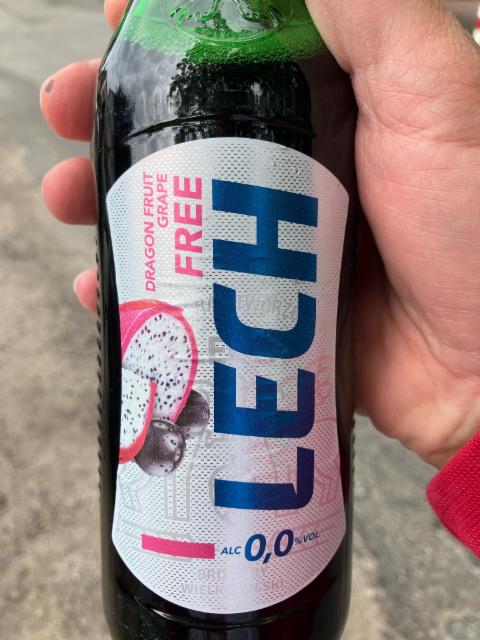 DRAGON FRUIT
GRAPE
FREE
LECH
ALC 0,0 % VOL.